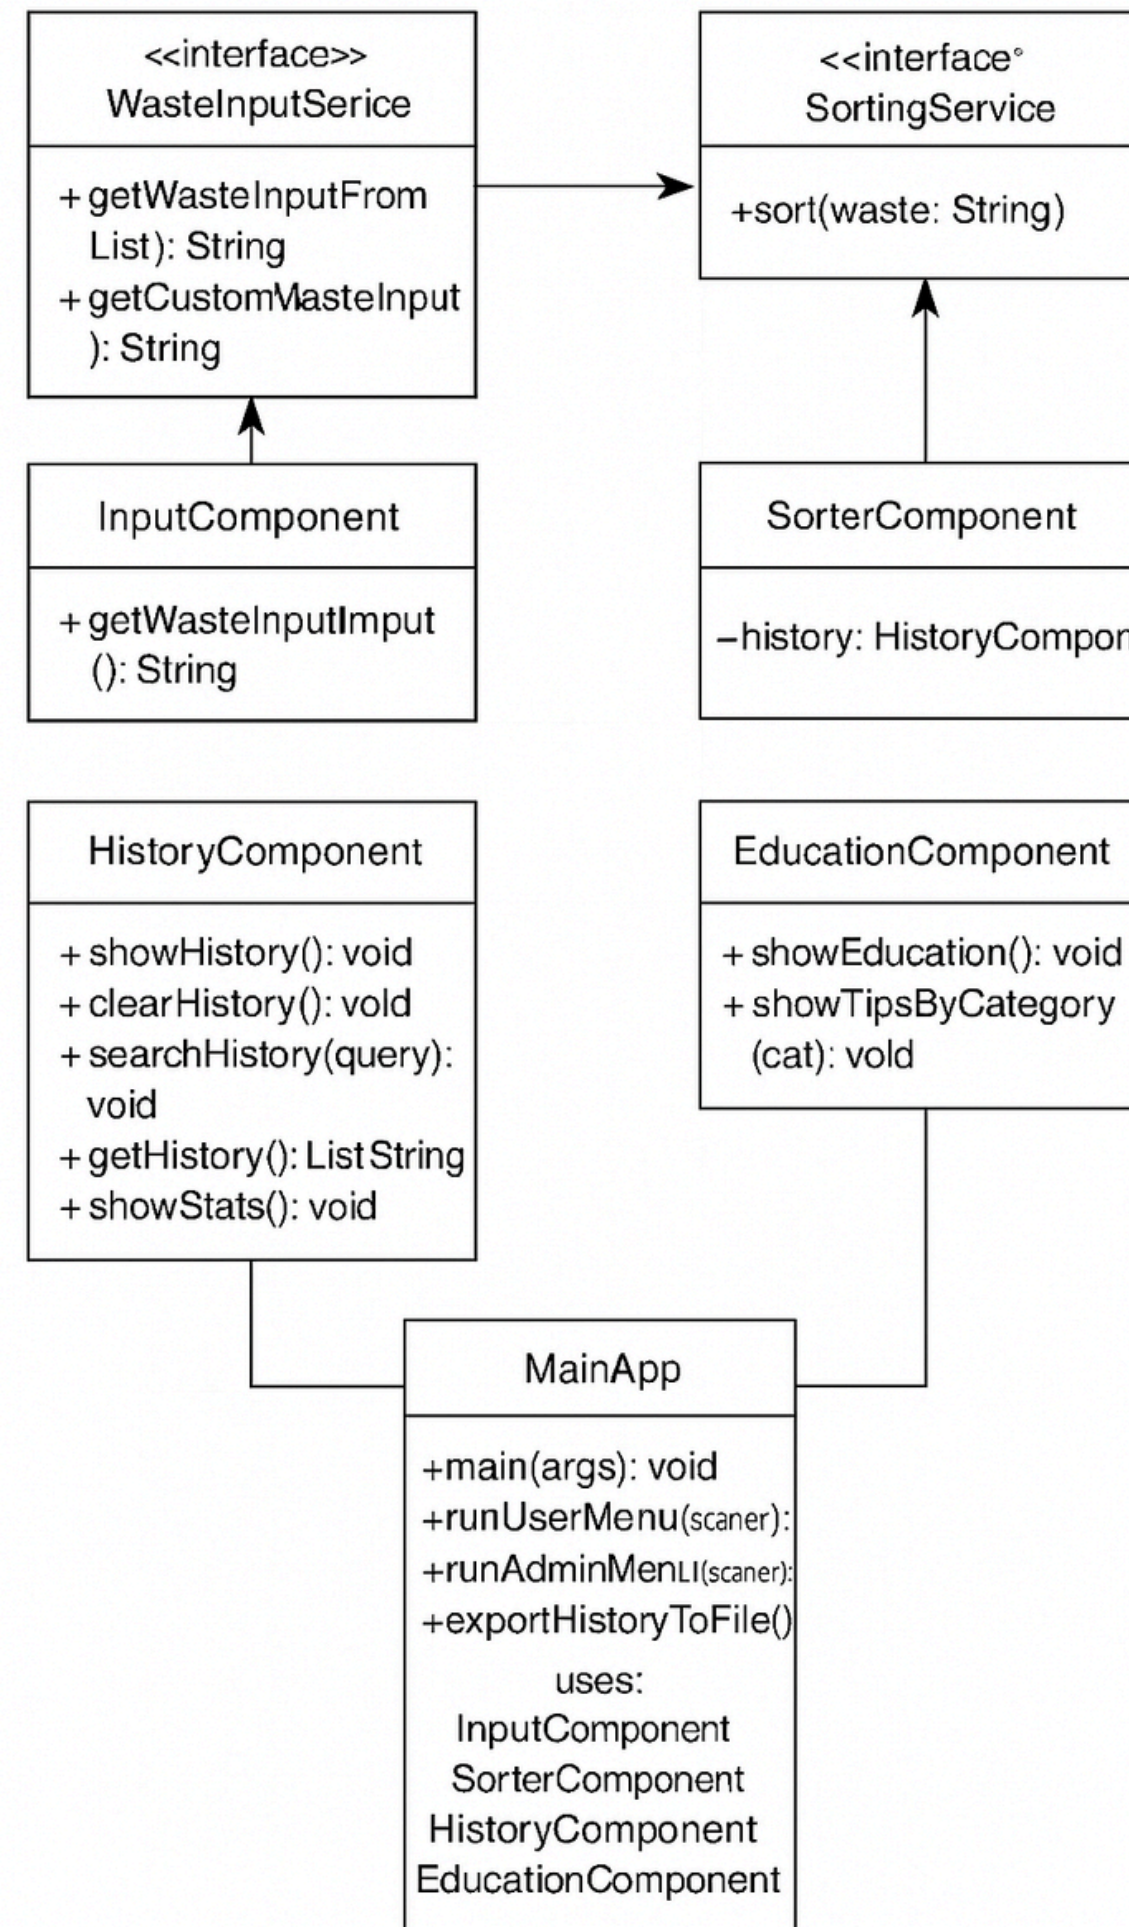 <<interface>>
WasteInputSerice
+ getWasteInputFrom
List): String
+ getCustomWasteInput
): String
<<interface°
SortingService
+sort(waste: String)
InputComponent
+ getWasteInputImput
(): String
SorterComponent
–history: HistoryCompon
HistoryComponent
+ showHistory(): void
+ clearHistory(): vold
+ searchHistory(query):
void
+ getHistory(): List String
+ showStats(): void
EducationComponent
+ showEducation(): void
+ showTipsByCategory
(cat): vold
MainApp
+main(args): void
+runUserMenu(scaner):
+runAdminMenLI(scaner):
+exportHistoryToFile()
uses:
InputComponent
SorterComponent
HistoryComponent
EducationComponent